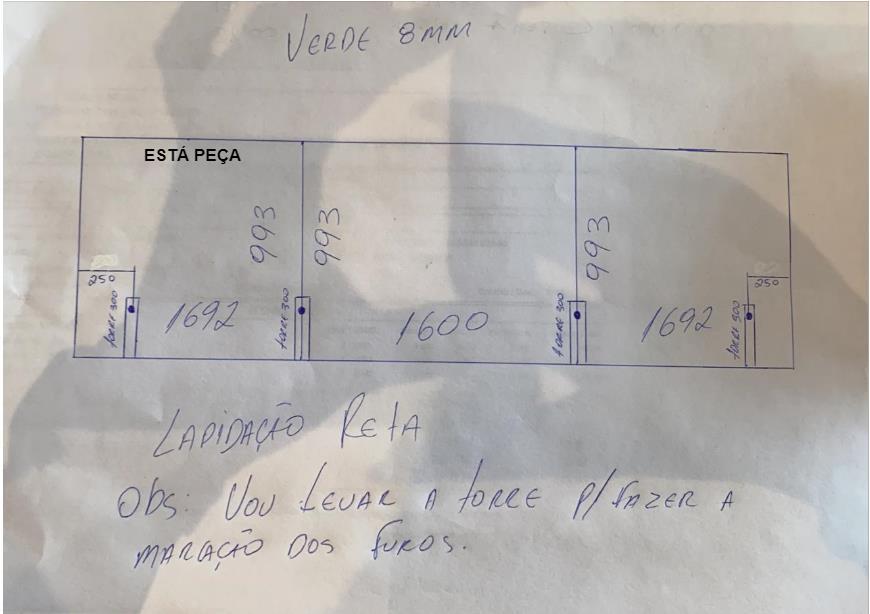 VERDE 8MM
ESTÁ PEÇA
993
993
993
250
250
TORRE 300
1692
TORRE 300
1600
TORRE 300
1692
TORRE 300
LAPIDAÇÃO RETA
Obs: VOU LEVAR A TORRE P/ FAZER A
MARCAÇÃO DOS FUROS.